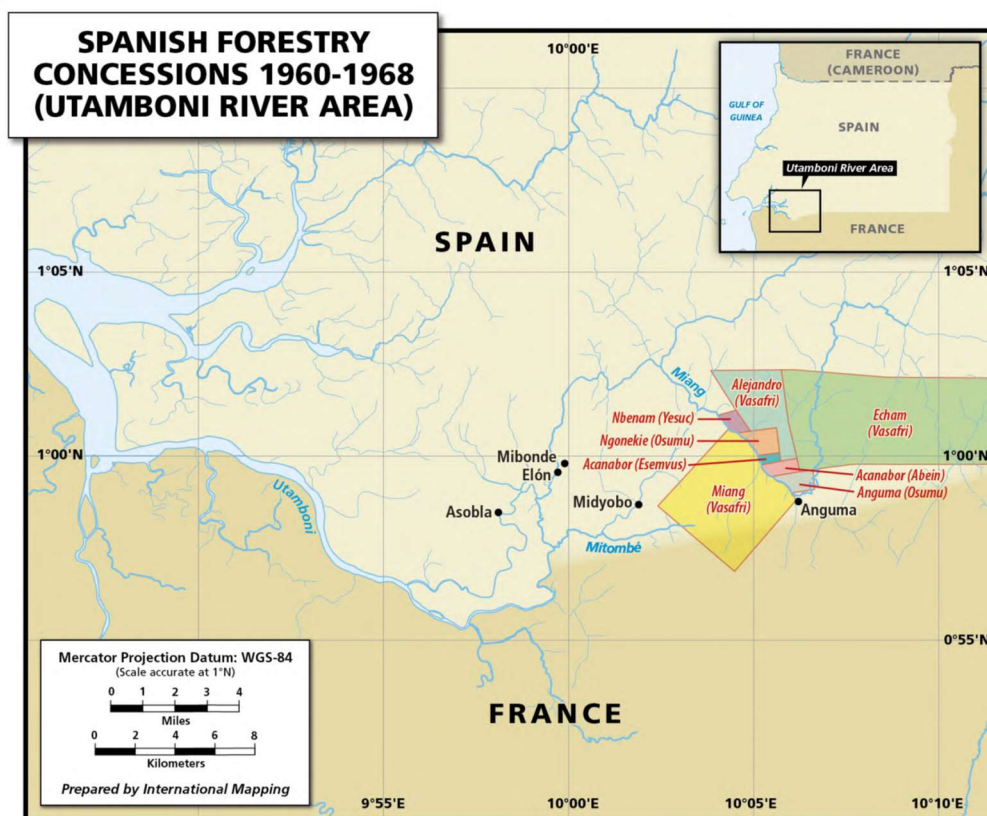 SPANISH FORESTRY
CONCESSIONS 1960-1968
(UTAMBONI RIVER AREA)
10°00'E
FRANCE
(CAMEROON)
GULF OF
GUINEA
SPAIN
Utamboni River Area
FRANCE
SPAIN
1°05'N
1°05'N
Miang
Alejandro
(Vasafri)
Nbenam (Yesuc)
Echam
(Vasafri)
Ngonekie (Osumu)
1°00'N
1°00'N
Mibonde
Acanabor (Esemvus)
Elón
Acanabor (Abein)
Utamboni
Miang
(Vasafri)
Anguma (Osumu)
Midyobo
Asobla
Anguma
Mitombé
0°55'N
FRANCE
Mercator Projection Datum: WGS-84
(Scale accurate at 1°N)
0 1 2 3 4
Miles
0 2 4 6 8
Kilometers
Prepared by International Mapping
9°55'E
10°00'E
10°05'E
10°10'E